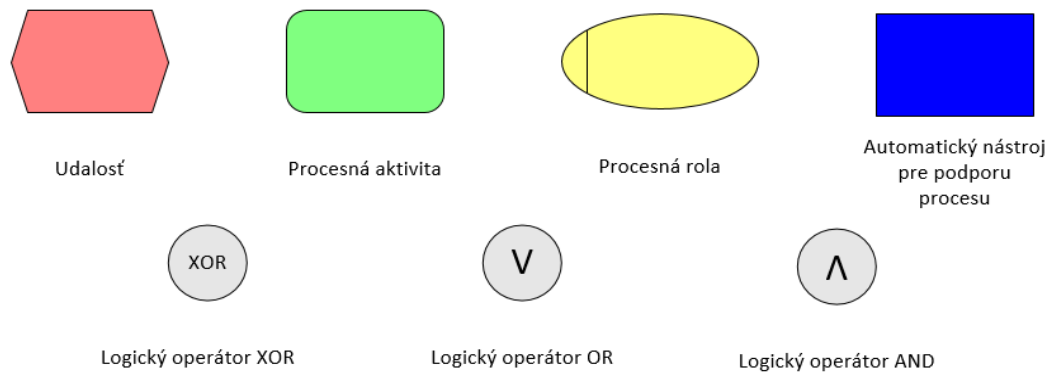 Udalosť
Procesná aktivita
Procesná rola
Automatický nástroj
pre podporu
procesu
XOR
V
Λ
Logický operátor XOR
Logický operátor OR
Logický operátor AND